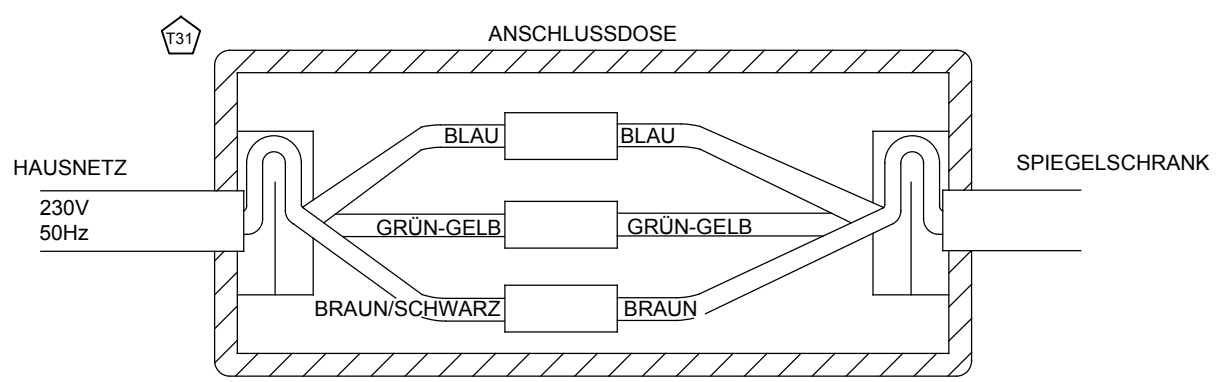 T31
ANSCHLUSSDOSE
BLAU
BLAU
HAUSNETZ
SPIEGELSCHRANK
230V
50Hz
GRÜN-GELB
GRÜN-GELB
BRAUN/SCHWARZ
BRAUN